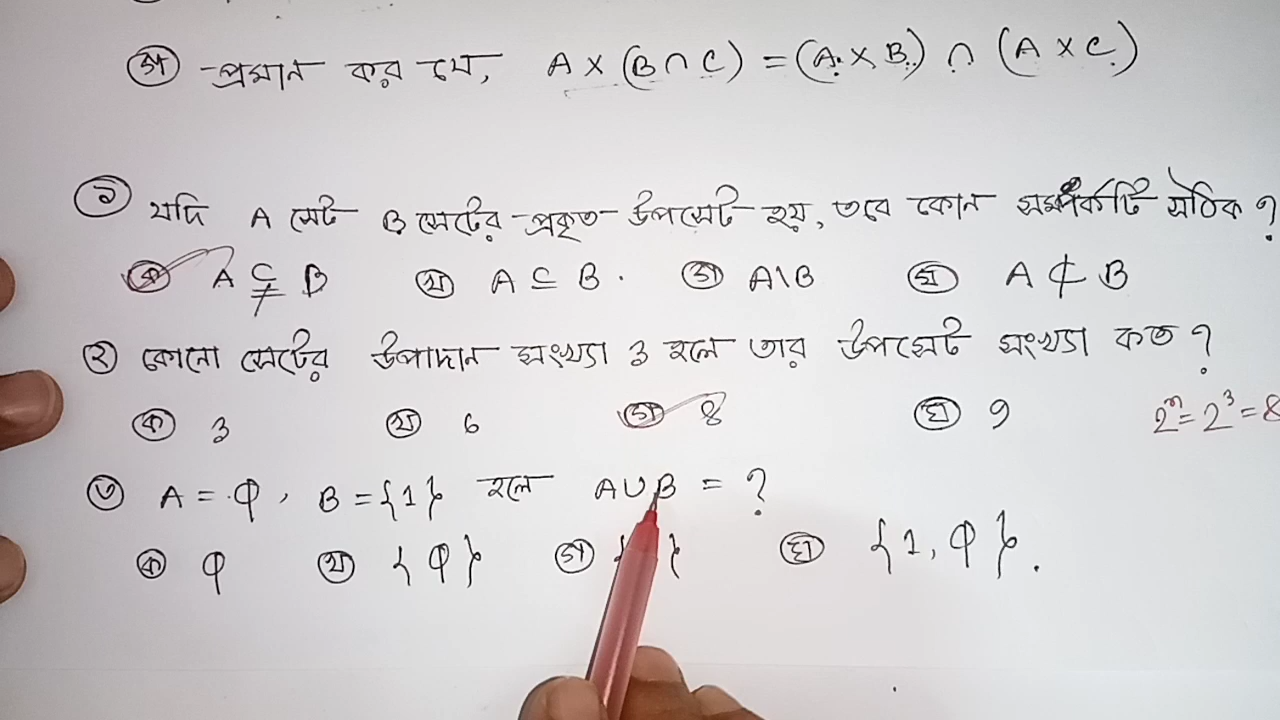 গ প্রমান কর যে, A × (B ∩ C) = (A × B) ∩ (A × C)
১ যদি A সেট B সেটের প্রকৃত উপসেট হয়, তবে কোন সম্পর্কটি সঠিক ?
ক A ⊊ B খ A ⊆ B . গ A\B ঘ A ⊄ B
২ কোনো সেটের উপাদান সংখ্যা 3 হলে তার উপসেট সংখ্যা কত ?
ক 3 খ 6 গ 8 ঘ 9 2ⁿ = 2³ = 8
৩ A = φ , B = {1} হলে A∪B = ?
ক φ খ {φ} গ { } ঘ {1, φ} .